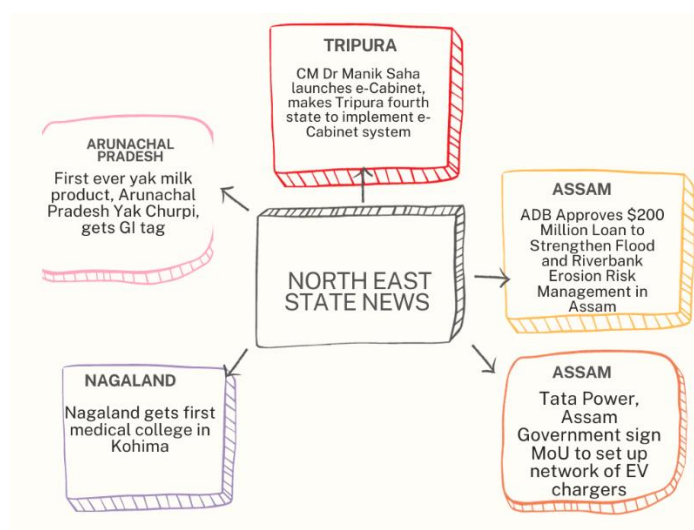 TRIPURA
CM Dr Manik Saha
launches e-Cabinet,
makes Tripura fourth
state to implement e-
Cabinet system
ARUNACHAL
PRADESH
First ever yak milk
product, Arunachal
Pradesh Yak Churpi,
gets GI tag
NORTH EAST
STATE NEWS
ASSAM
ADB Approves $200
Million Loan to
Strengthen Flood
and Riverbank
Erosion Risk
Management in
Assam
NAGALAND
Nagaland gets first
medical college in
Kohima
ASSAM
Tata Power,
Assam
Government sign
MoU to set up
network of EV
chargers